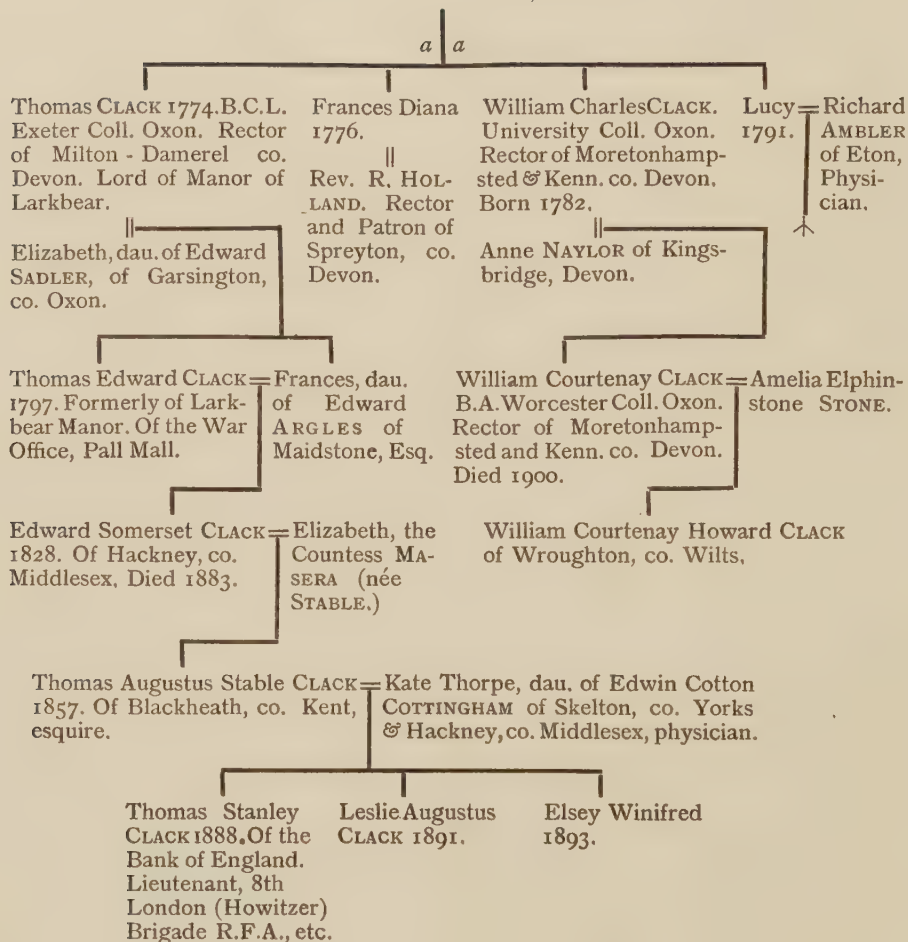 a a
Thomas CLACK 1774. B.C.L.
Exeter Coll. Oxon. Rector
of Milton - Damerel co.
Devon. Lord of Manor of
Larkbear.
||
Elizabeth, dau. of Edward
SADLER, of Garsington,
co. Oxon.
Frances Diana
1776.
||
Rev. R. HOL-
LAND. Rector
and Patron of
Spreyton, co.
Devon.
William Charles CLACK.
University Coll. Oxon.
Rector of Moretonhamp-
sted & Kenn. co. Devon.
Born 1782.
||
Anne NAYLOR of Kings-
bridge, Devon.
Lucy = Richard
1791. AMBLER
of Eton,
Physi-
cian.
Thomas Edward CLACK = Frances, dau.
1797. Formerly of Lark- of Edward
bear Manor. Of the War ARGLES of
Office, Pall Mall. Maidstone, Esq.
William Courtenay CLACK = Amelia Elphin-
B.A. Worcester Coll. Oxon. stone STONE.
Rector of Moretonhamp-
sted and Kenn. co. Devon.
Died 1900.
Edward Somerset CLACK = Elizabeth, the
1828. Of Hackney, co. Countess MA-
Middlesex, Died 1883. SERA (née
STABLE.)
William Courtenay Howard CLACK
of Wroughton, co. Wilts.
Thomas Augustus Stable CLACK = Kate Thorpe, dau. of Edwin Cotton
1857. Of Blackheath, co. Kent, COTTINGHAM of Skelton, co. Yorks
esquire. & Hackney, co. Middlesex, physician.
Thomas Stanley
CLACK 1888. Of the
Bank of England.
Lieutenant, 8th
London (Howitzer)
Brigade R.F.A., etc.
Leslie Augustus
CLACK 1891.
Elsey Winifred
1893.